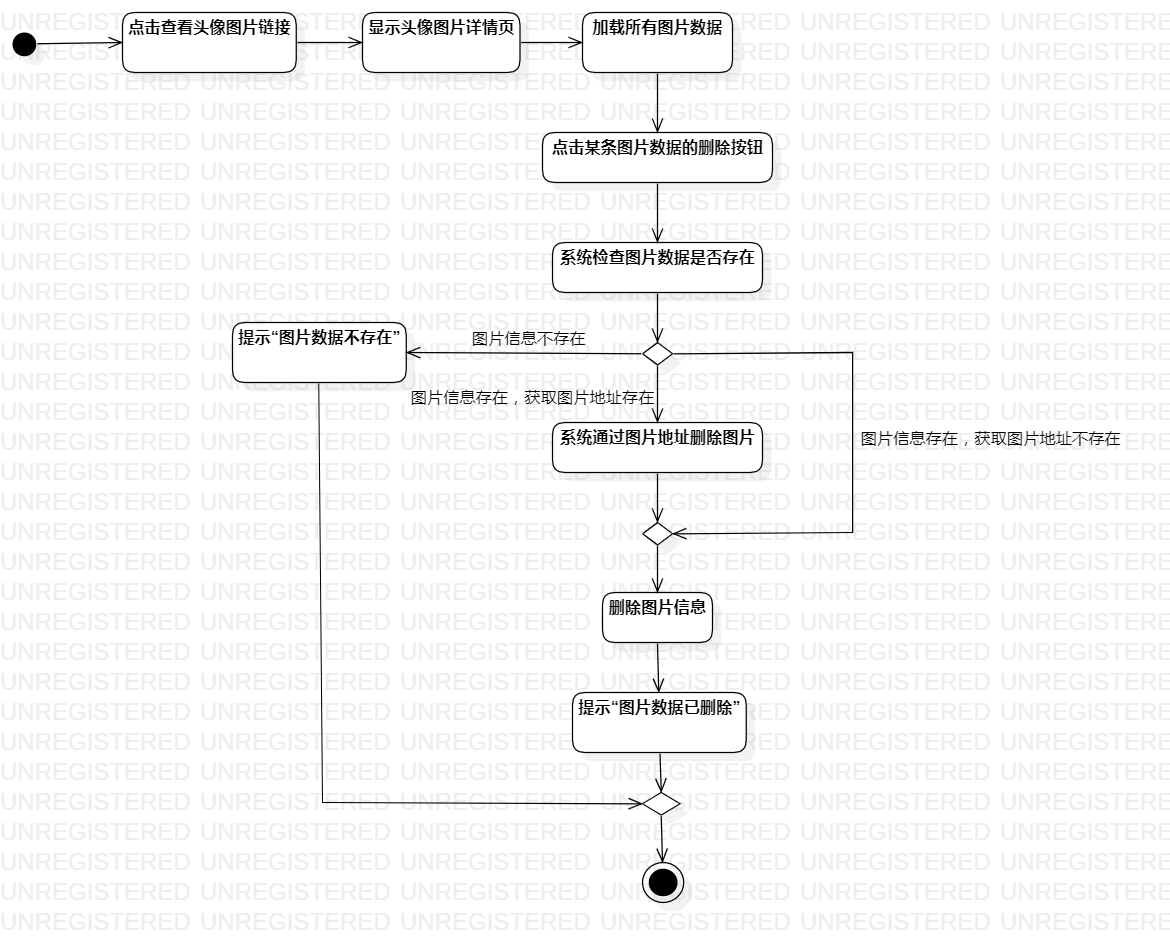 点击查看头像图片链接
显示头像图片详情页
加载所有图片数据
点击某条图片数据的删除按钮
系统检查图片数据是否存在
图片信息不存在
提示“图片数据不存在”
图片信息存在，获取图片地址存在
系统通过图片地址删除图片
图片信息存在，获取图片地址不存在
删除图片信息
提示“图片数据已删除”
UNREGISTERED